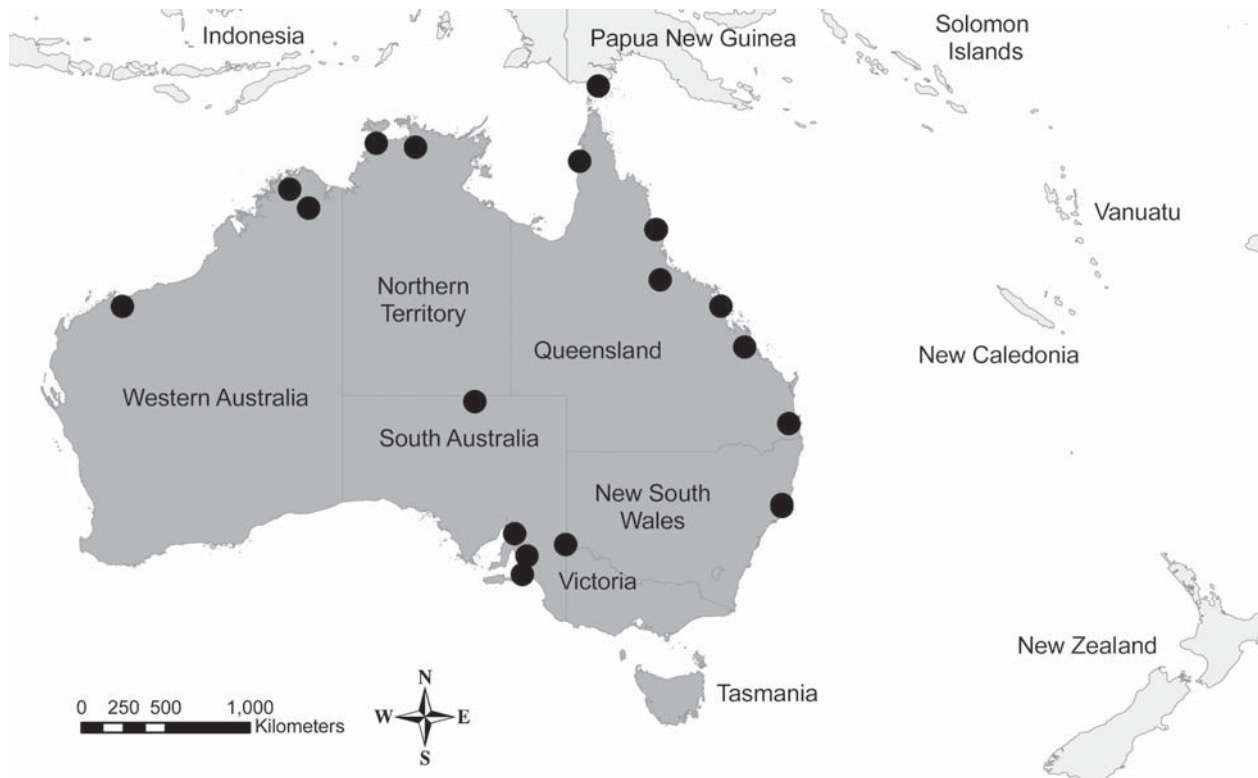 Indonesia
Papua New Guinea
Solomon
Islands
Vanuatu
Northern
Territory
Queensland
New Caledonia
Western Australia
South Australia
New South
Wales
Victoria
New Zealand
Tasmania
0 250 500 1,000
Kilometers
N
W E
S